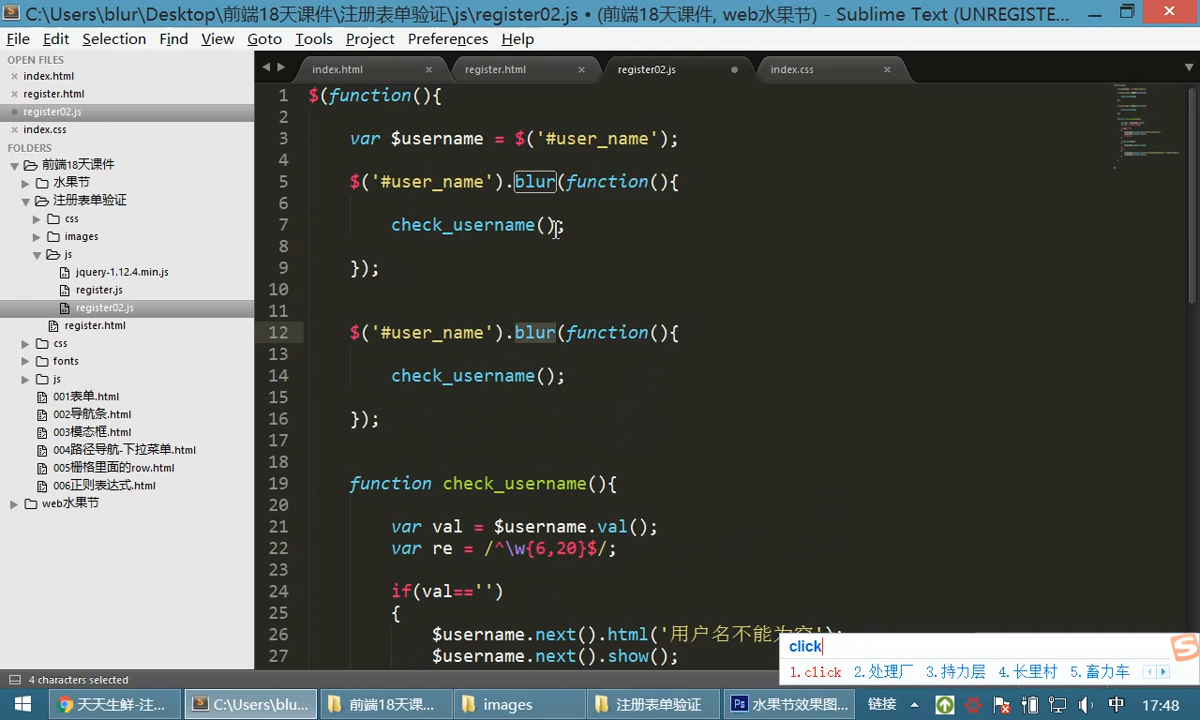 C:\Users\blur\Desktop\前端18天课件\注册表单验证\js\register02.js • (前端18天课件, web水果节) - Sublime Text (UNREGISTE...
File Edit Selection Find View Goto Tools Project Preferences Help
OPEN FILES
index.html
register.html
register02.js
index.css
FOLDERS
前端18天课件
水果节
注册表单验证
css
images
js
jquery-1.12.4.min.js
register.js
register02.js
register.html
css
fonts
js
001表单.html
002导航条.html
003模态框.html
004路径导航-下拉菜单.html
005栅格里面的row.html
006正则表达式.html
web水果节
index.html register.html register02.js index.css
1 $(function(){
2
3 var $username = $('#user_name');
4
5 $('#user_name').blur(function(){
6
7 check_username();
8
9 });
10
11
12 $('#user_name').blur(function(){
13
14 check_username();
15
16 });
17
18
19 function check_username(){
20
21 var val = $username.val();
22 var re = /^\w{6,20}$/;
23
24 if(val=='')
25 {
26 $username.next().html('用户名不能为空');
27 $username.next().show();
click
1.click 2.处理厂 3.持力层 4.长里村 5.畜力车
4 characters selected
天天生鲜-注... C:\Users\blu... 前端18天课... images 注册表单验证 水果节效果图... 链接 中 17:48